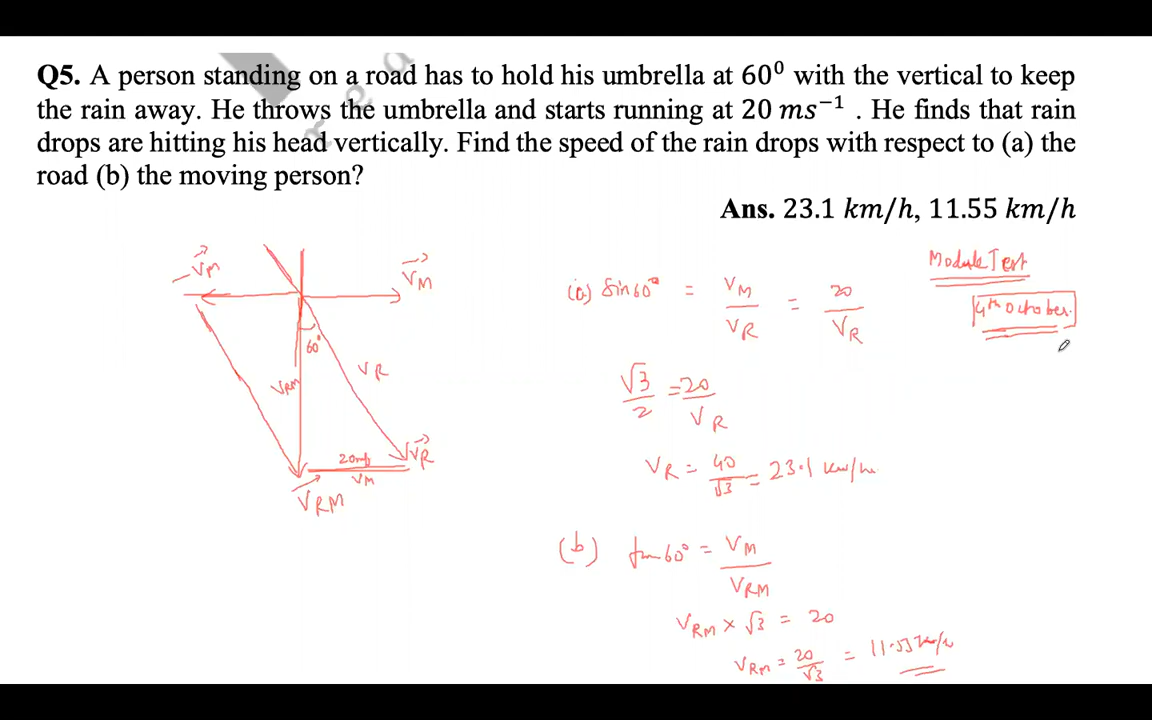 Q5. A person standing on a road has to hold his umbrella at 60⁰ with the vertical to keep
the rain away. He throws the umbrella and starts running at 20 ms⁻¹ . He finds that rain
drops are hitting his head vertically. Find the speed of the rain drops with respect to (a) the
road (b) the moving person?
Ans. 23.1 km/h, 11.55 km/h
-V⃗M
V⃗M
60°
VRM
VR
V⃗R
20m/s
VM
V⃗RM
Module Test
4th October.
(a) Sin60° = VM/VR = 20/VR
√3/2 = 20/VR
VR = 40/√3 = 23.1 km/hr
(b) tan60° = VM/VRM
VRM × √3 = 20
VRM = 20/√3 = 11.55 km/h